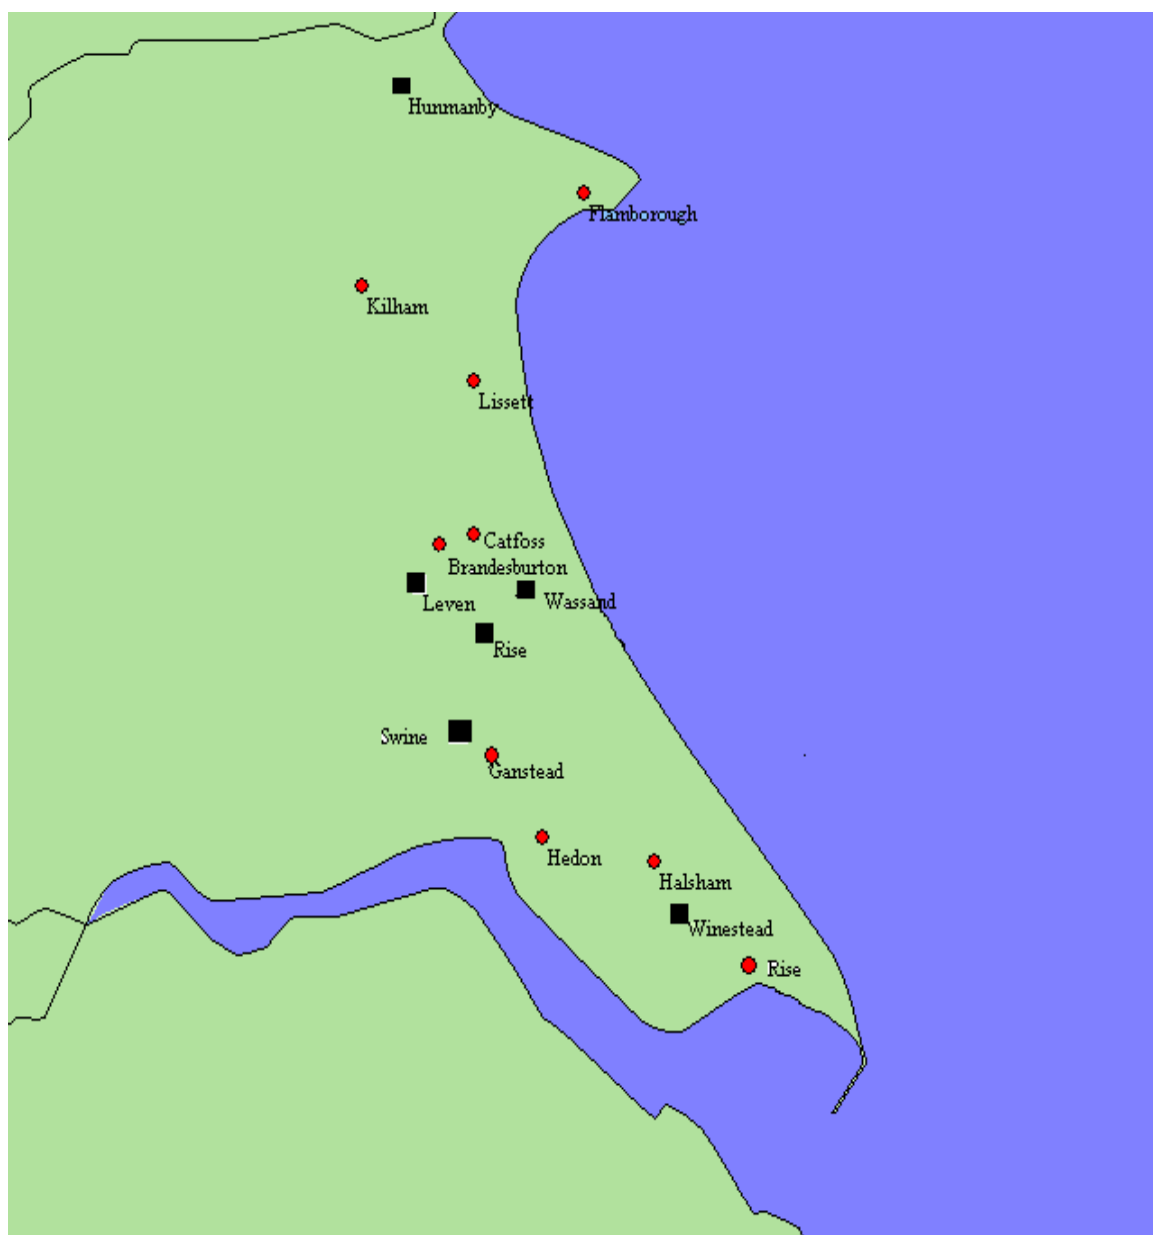 Hunmanby
Flamborough
Kilham
Lissett
Catfoss
Brandesburton
Leven
Wassand
Rise
Swine
Ganstead
Hedon
Halsham
Winestead
Rise